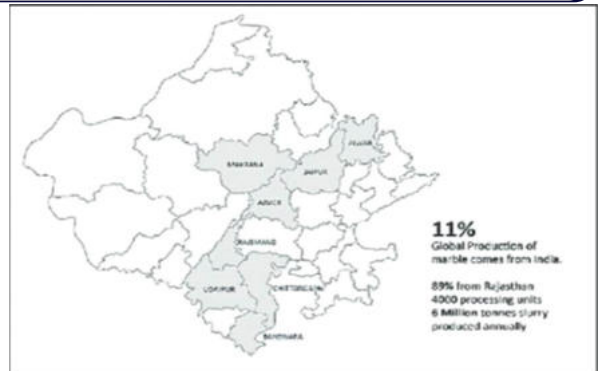 MAKRANA
ALWAR
JAIPUR
AJMER
RAJSAMAND
UDAIPUR
CHITTORGARH
BANSWARA
11%
Global Production of
marble comes from India.
89% from Rajasthan
4000 processing units
6 Million tonnes slurry
produced annually